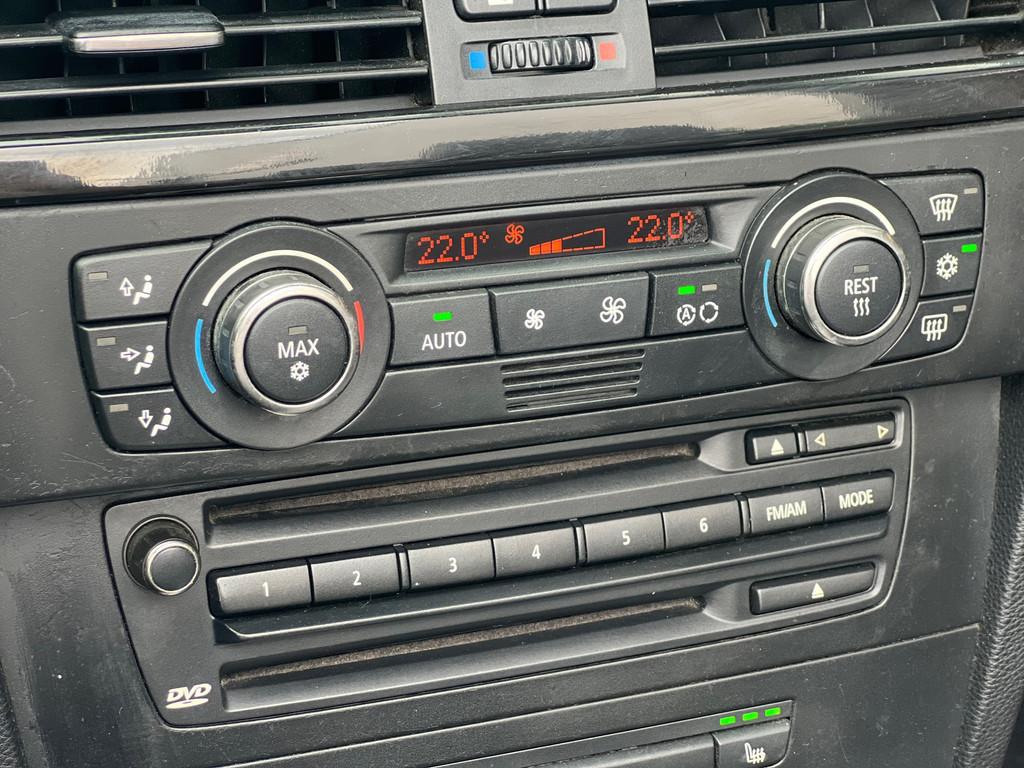 22.0°
22.0°
MAX
AUTO
A
REST
1
2
3
4
5
6
FM/AM
MODE
DVD